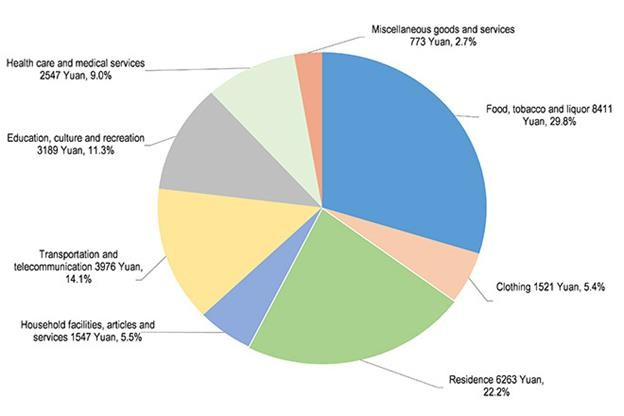 Miscellaneous goods and services
773 Yuan, 2.7%
Health care and medical services
2547 Yuan, 9.0%
Food, tobacco and liquor 8411
Yuan, 29.8%
Education, culture and recreation
3189 Yuan, 11.3%
Transportation and
telecommunication 3976 Yuan,
14.1%
Clothing 1521 Yuan, 5.4%
Household facilities, articles and
services 1547 Yuan, 5.5%
Residence 6263 Yuan,
22.2%